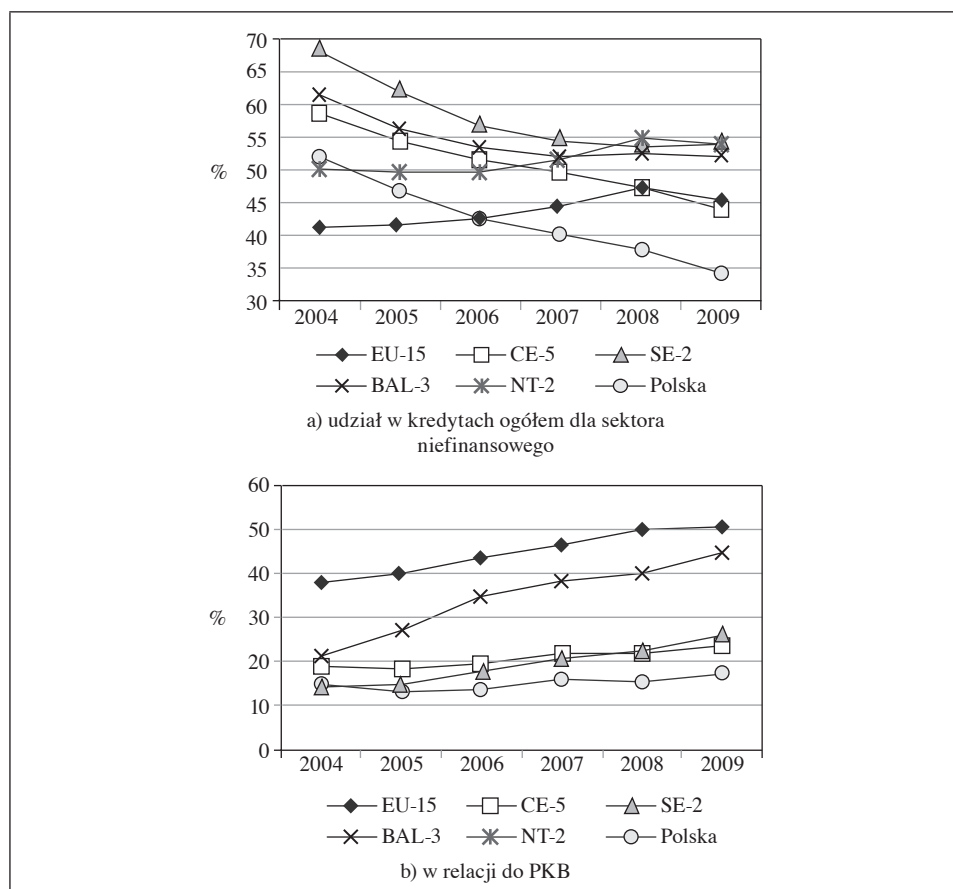 70
65
60
55
50
45
40
35
30
%
2004 2005 2006 2007 2008 2009
EU-15 CE-5 SE-2
BAL-3 NT-2 Polska
a) udział w kredytach ogółem dla sektora
niefinansowego
60
50
40
30
20
10
0
%
2004 2005 2006 2007 2008 2009
EU-15 CE-5 SE-2
BAL-3 NT-2 Polska
b) w relacji do PKB